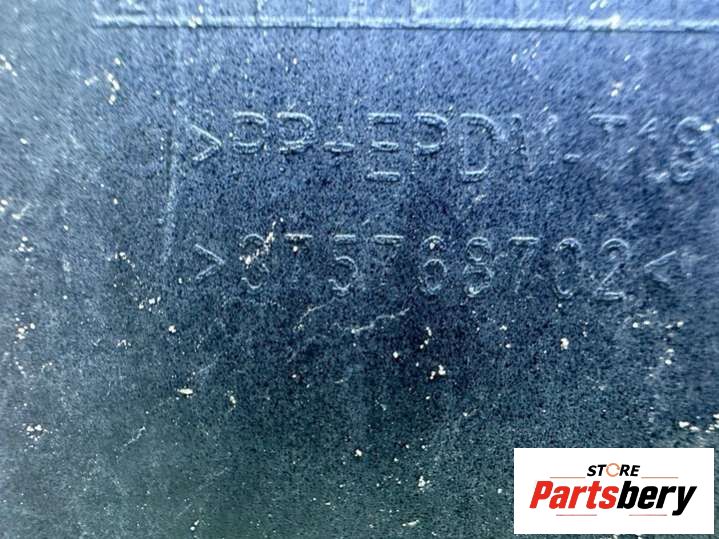 >PP+EPDM-T18
>375768702<
STORE
Partsbery